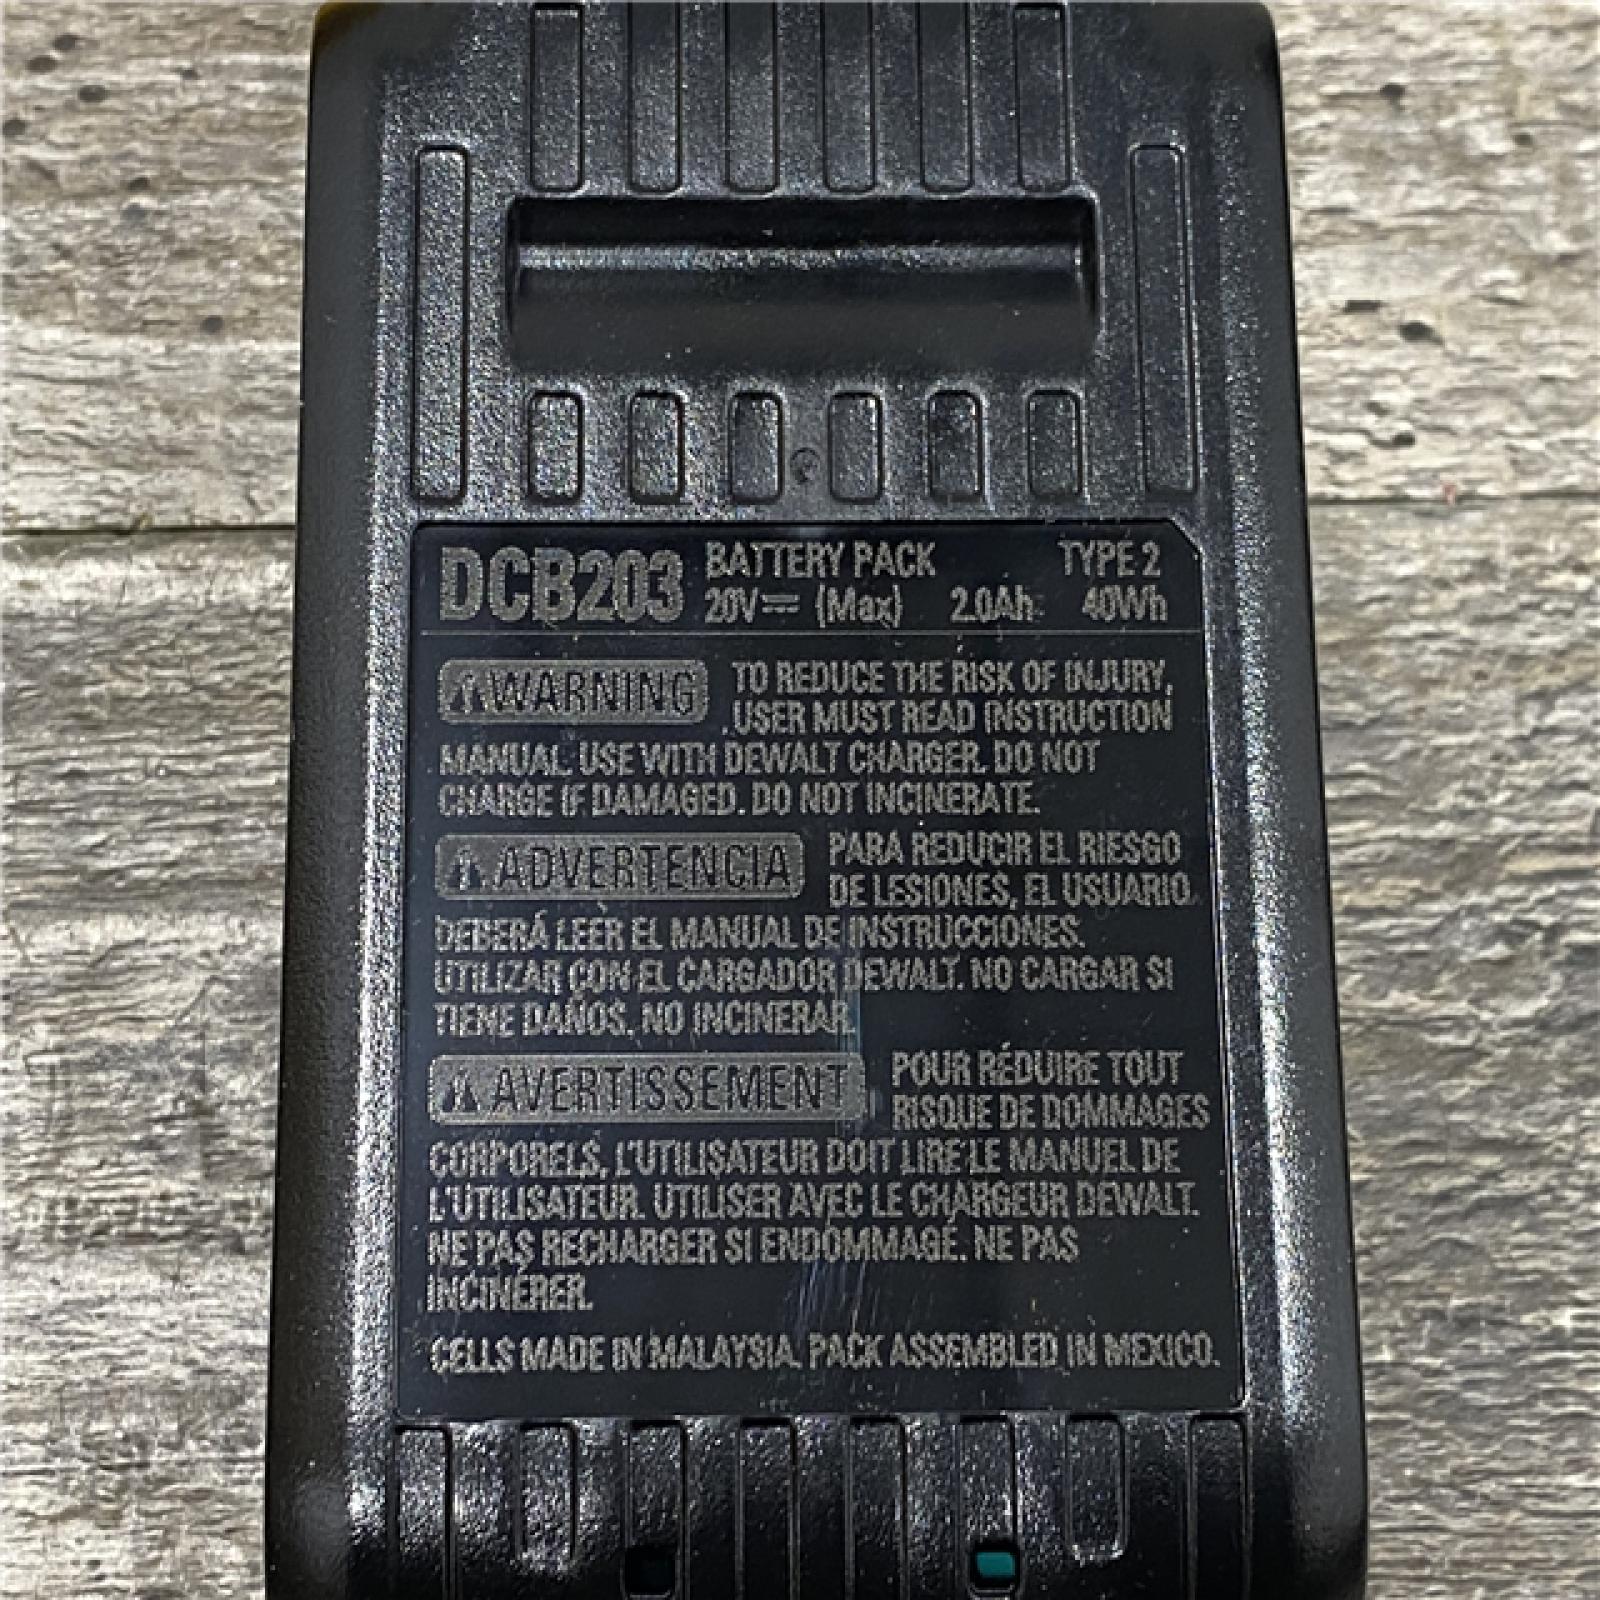 DCB203 BATTERY PACK TYPE 2
20V⎓ (Max) 2.0Ah 40Wh
⚠WARNING TO REDUCE THE RISK OF INJURY,
USER MUST READ INSTRUCTION
MANUAL. USE WITH DEWALT CHARGER. DO NOT
CHARGE IF DAMAGED. DO NOT INCINERATE.
⚠ADVERTENCIA PARA REDUCIR EL RIESGO
DE LESIONES, EL USUARIO
DEBERÁ LEER EL MANUAL DE INSTRUCCIONES.
UTILIZAR CON EL CARGADOR DEWALT. NO CARGAR SI
TIENE DAÑOS. NO INCINERAR.
⚠AVERTISSEMENT POUR RÉDUIRE TOUT
RISQUE DE DOMMAGES
CORPORELS, L'UTILISATEUR DOIT LIRE LE MANUEL DE
L'UTILISATEUR. UTILISER AVEC LE CHARGEUR DEWALT.
NE PAS RECHARGER SI ENDOMMAGÉ. NE PAS
INCINÉRER.
CELLS MADE IN MALAYSIA. PACK ASSEMBLED IN MEXICO.